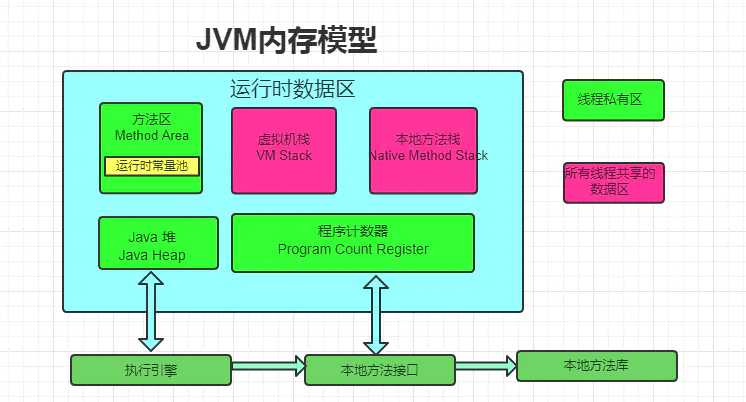 JVM内存模型
运行时数据区
方法区
Method Area
运行时常量池
虚拟机栈
VM Stack
本地方法栈
Native Method Stack
Java 堆
Java Heap
程序计数器
Program Count Register
线程私有区
所有线程共享的
数据区
执行引擎
本地方法接口
本地方法库